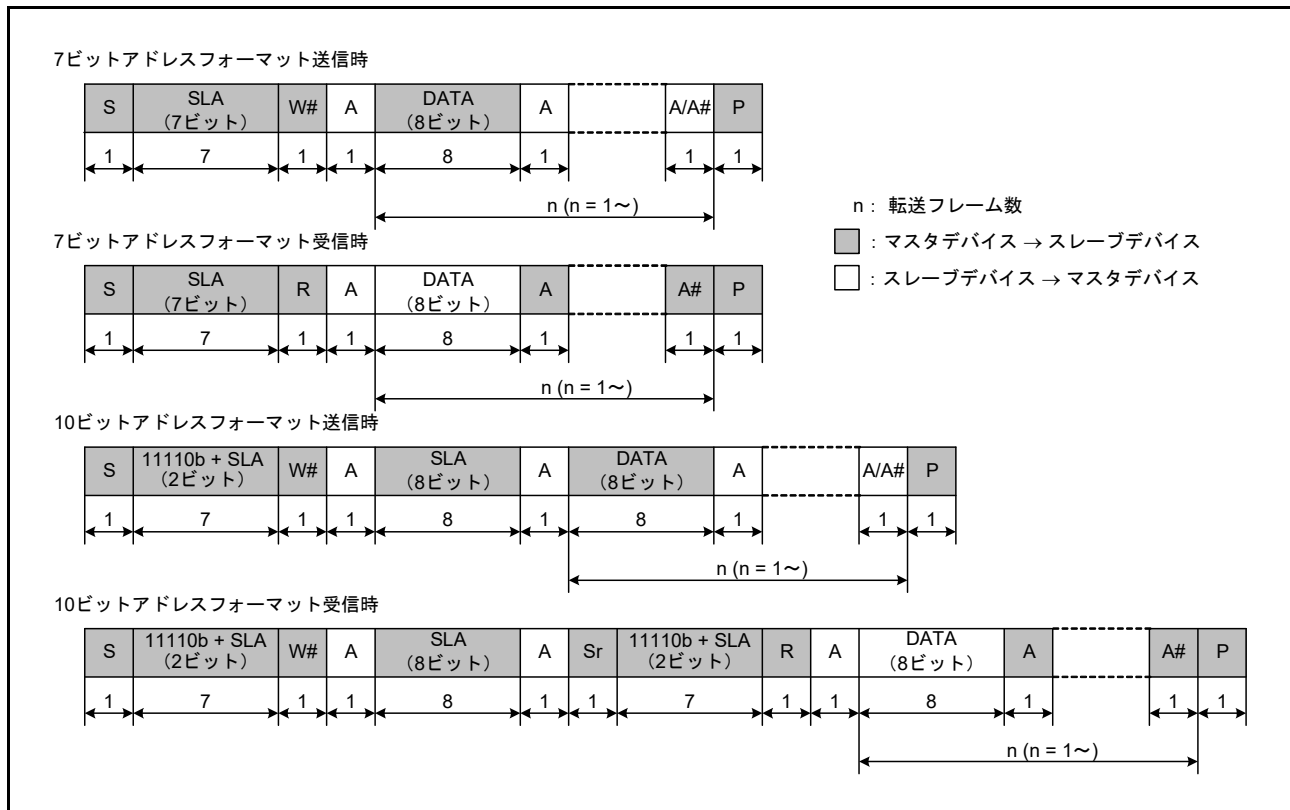 7ビットアドレスフォーマット送信時
S SLA W# A DATA A A/A# P
(7ビット) (8ビット)
1 7 1 1 8 1 1 1
n (n = 1～)
n : 転送フレーム数
: マスタデバイス → スレーブデバイス
: スレーブデバイス → マスタデバイス
7ビットアドレスフォーマット受信時
S SLA R A DATA A A# P
(7ビット) (8ビット)
1 7 1 1 8 1 1 1
n (n = 1～)
10ビットアドレスフォーマット送信時
S 11110b + SLA W# A SLA A DATA A A/A# P
(2ビット) (8ビット) (8ビット)
1 7 1 1 8 1 8 1 1 1
n (n = 1～)
10ビットアドレスフォーマット受信時
S 11110b + SLA W# A SLA A Sr 11110b + SLA R A DATA A A# P
(2ビット) (8ビット) (2ビット) (8ビット)
1 7 1 1 8 1 1 7 1 1 8 1 1 1
n (n = 1～)